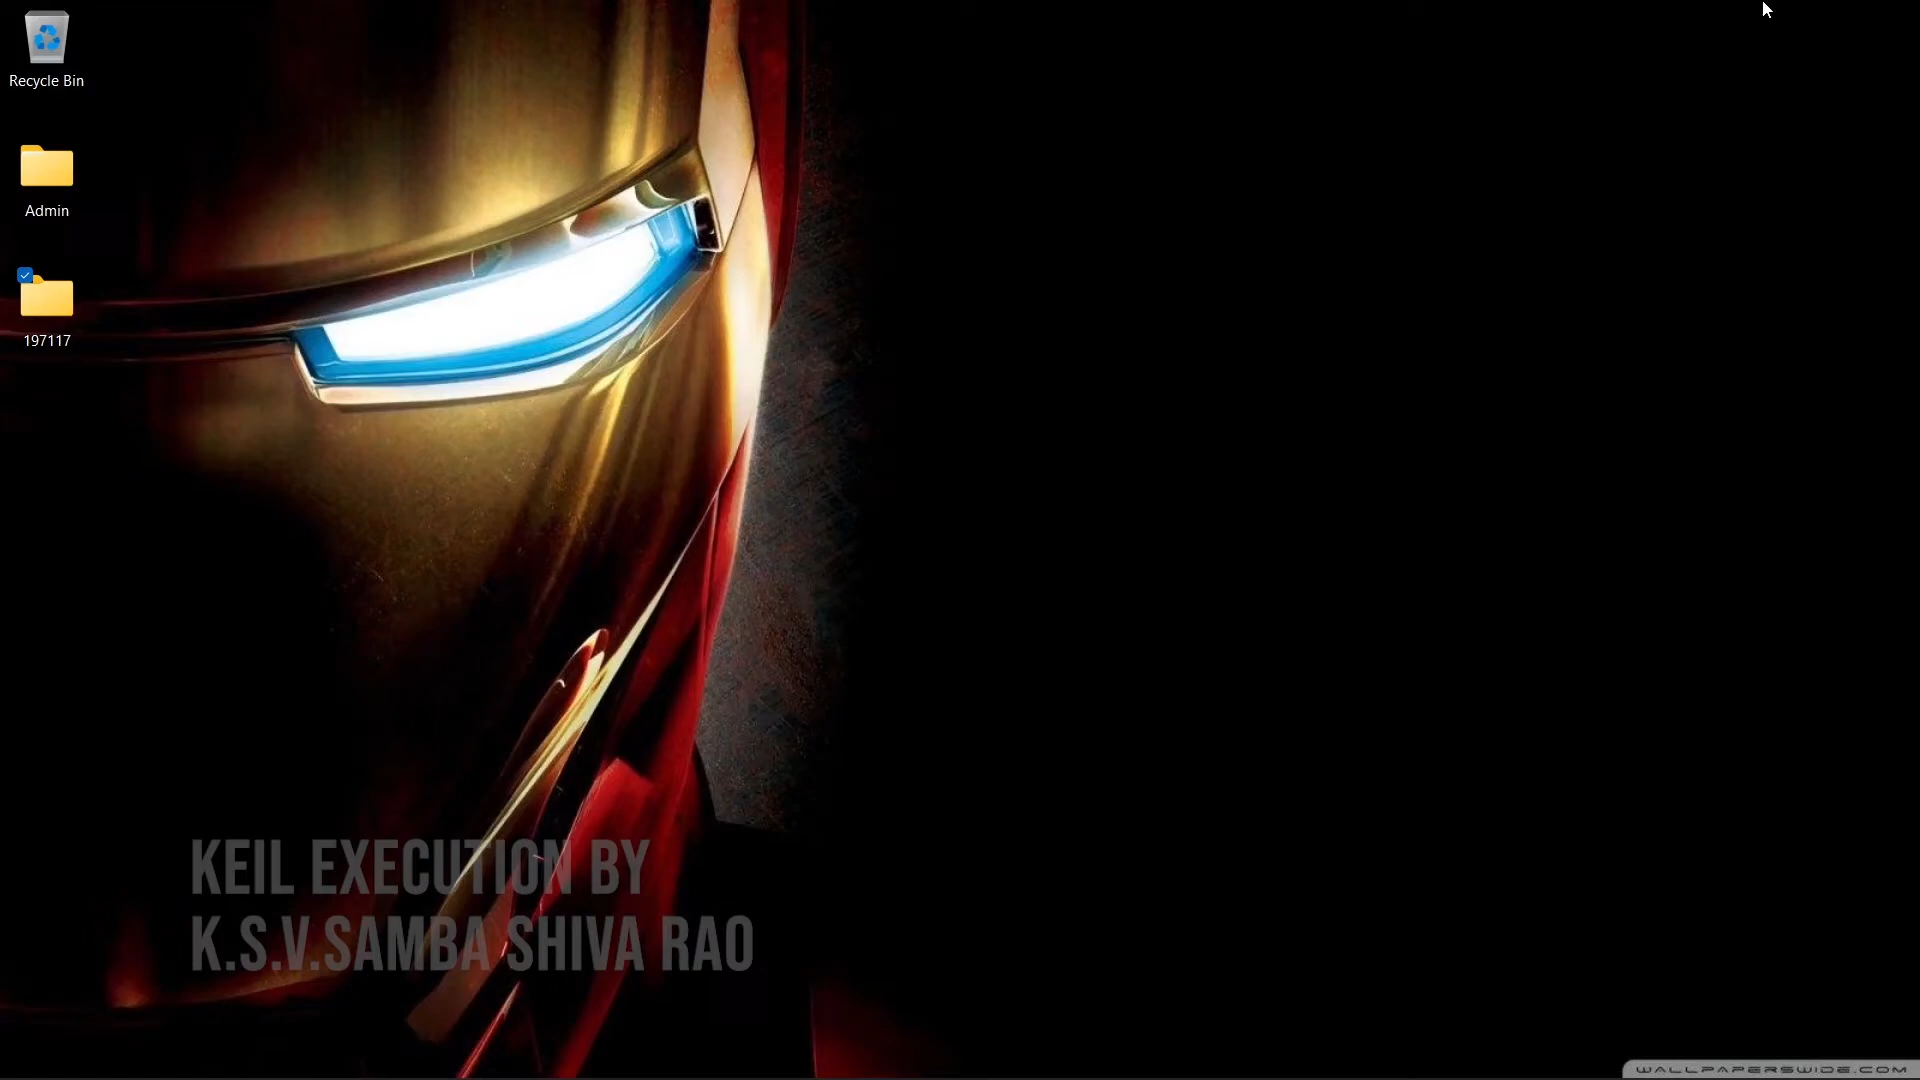 Recycle Bin
Admin
197117
KEIL EXECUTION BY
K.S.V.SAMBA SHIVA RAO
WALLPAPERSWIDE.COM